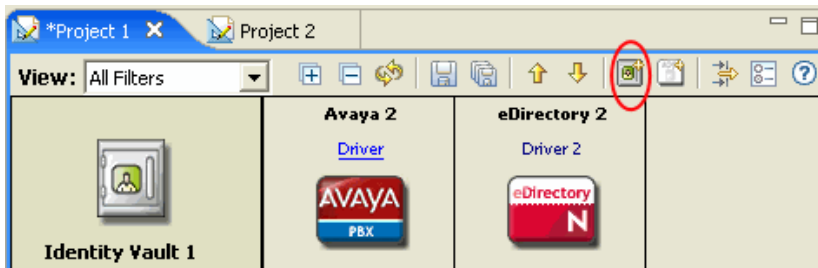 *Project 1
Project 2
View: All Filters
Avaya 2
eDirectory 2
Driver
Driver 2
AVAYA
PBX
eDirectory
N
Identity Vault 1